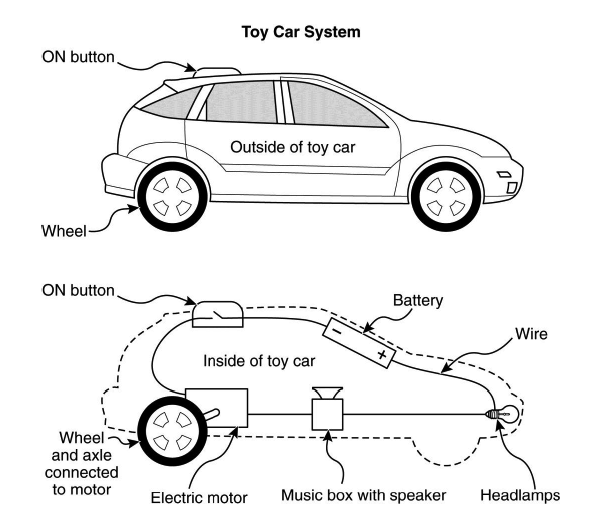 Toy Car System
ON button
Outside of toy car
Wheel
ON button
Battery
Wire
Inside of toy car
−
+
Wheel
and axle
connected
to motor
Electric motor
Music box with speaker
Headlamps